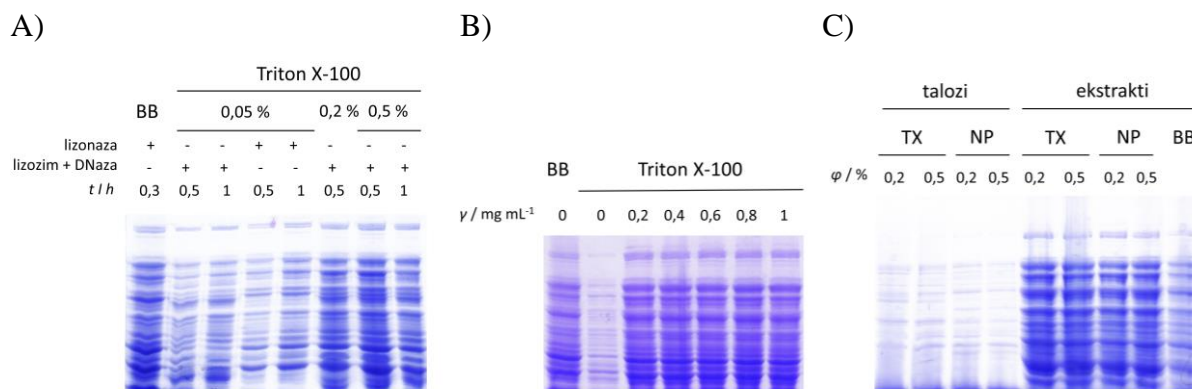 A)
Triton X-100
BB 0,05 % 0,2 % 0,5 %
lizonaza + - - + + - - -
lizozim + DNaza - + + - - + + +
t / h 0,3 0,5 1 0,5 1 0,5 0,5 1
B)
BB Triton X-100
γ / mg mL⁻¹ 0 0 0,2 0,4 0,6 0,8 1
C)
talozi ekstrakti
TX NP TX NP BB
φ / % 0,2 0,5 0,2 0,5 0,2 0,5 0,2 0,5